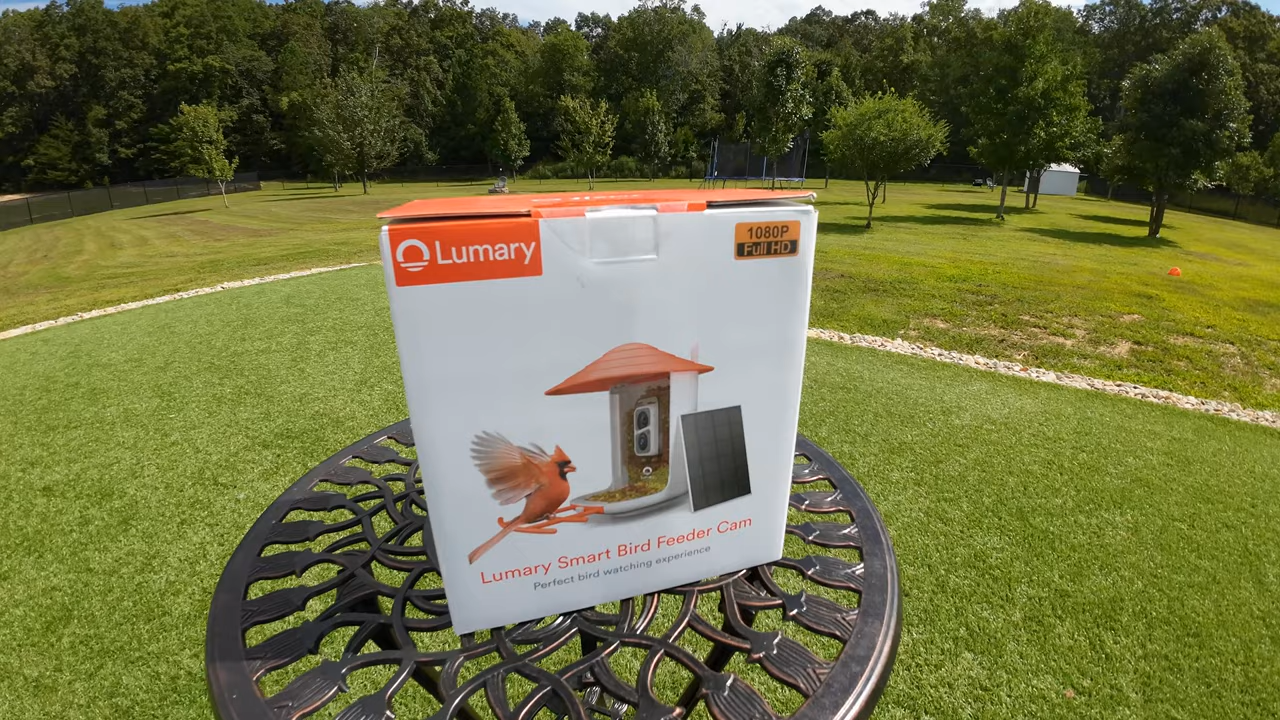 Lumary
1080P
Full HD
Lumary Smart Bird Feeder Cam
Perfect bird watching experience